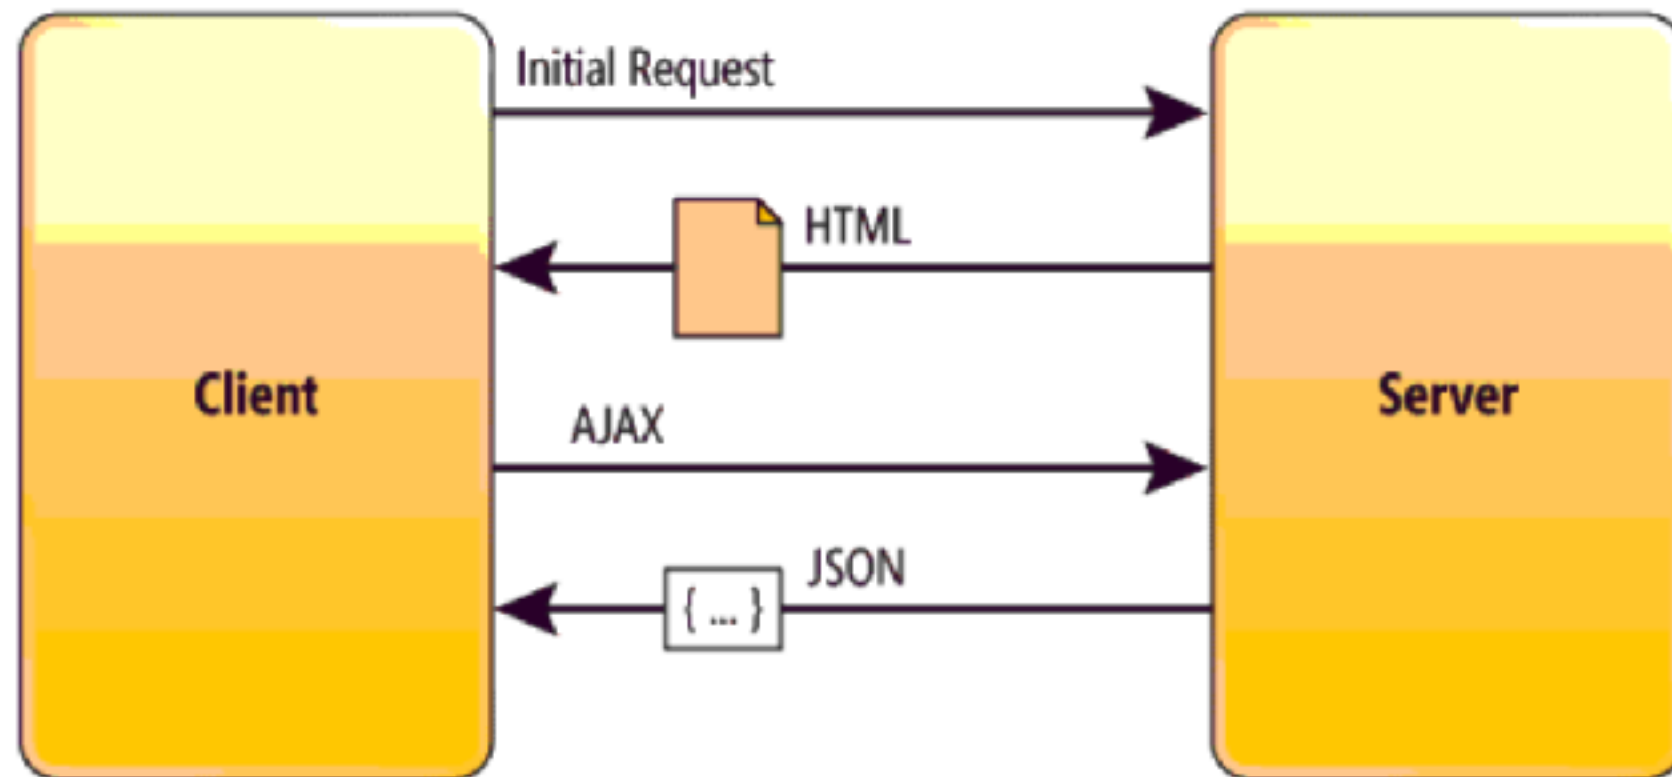 Initial Request
HTML
Client
Server
AJAX
JSON
{ ... }